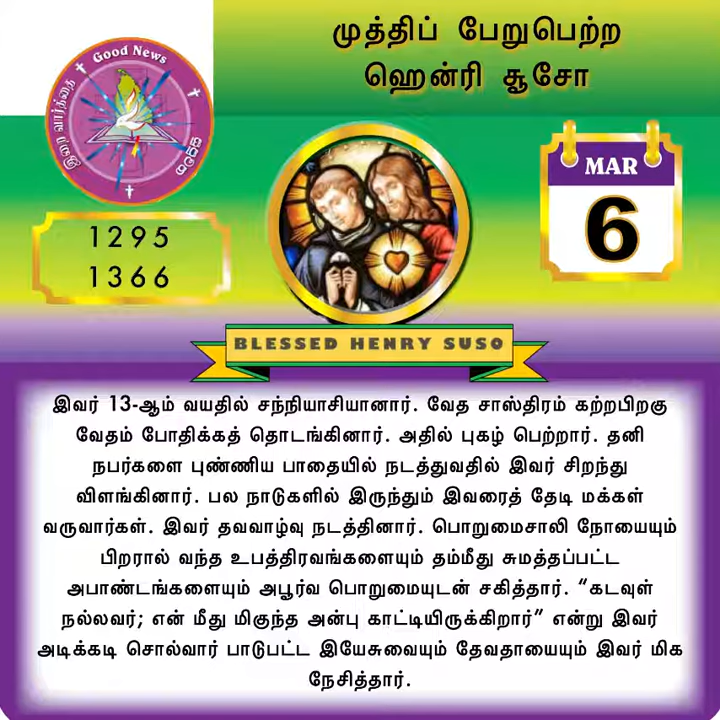 முத்திப் பேறுபெற்ற
ஹென்ரி சூசோ
Good News
இறை வார்த்தை
1295
1366
MAR
6
BLESSED HENRY SUSO
இவர் 13-ஆம் வயதில் சந்நியாசியானார். வேத சாஸ்திரம் கற்றபிறகு
வேதம் போதிக்கத் தொடங்கினார். அதில் புகழ் பெற்றார். தனி
நபர்களை புண்ணிய பாதையில் நடத்துவதில் இவர் சிறந்து
விளங்கினார். பல நாடுகளில் இருந்தும் இவரைத் தேடி மக்கள்
வருவார்கள். இவர் தவவாழ்வு நடத்தினார். பொறுமைசாலி நோயையும்
பிறரால் வந்த உபத்திரவங்களையும் தம்மீது சுமத்தப்பட்ட
அபாண்டங்களையும் அபூர்வ பொறுமையுடன் சகித்தார். “கடவுள்
நல்லவர்; என் மீது மிகுந்த அன்பு காட்டியிருக்கிறார்” என்று இவர்
அடிக்கடி சொல்வார் பாடுபட்ட இயேசுவையும் தேவதாயையும் இவர் மிக
நேசித்தார்.